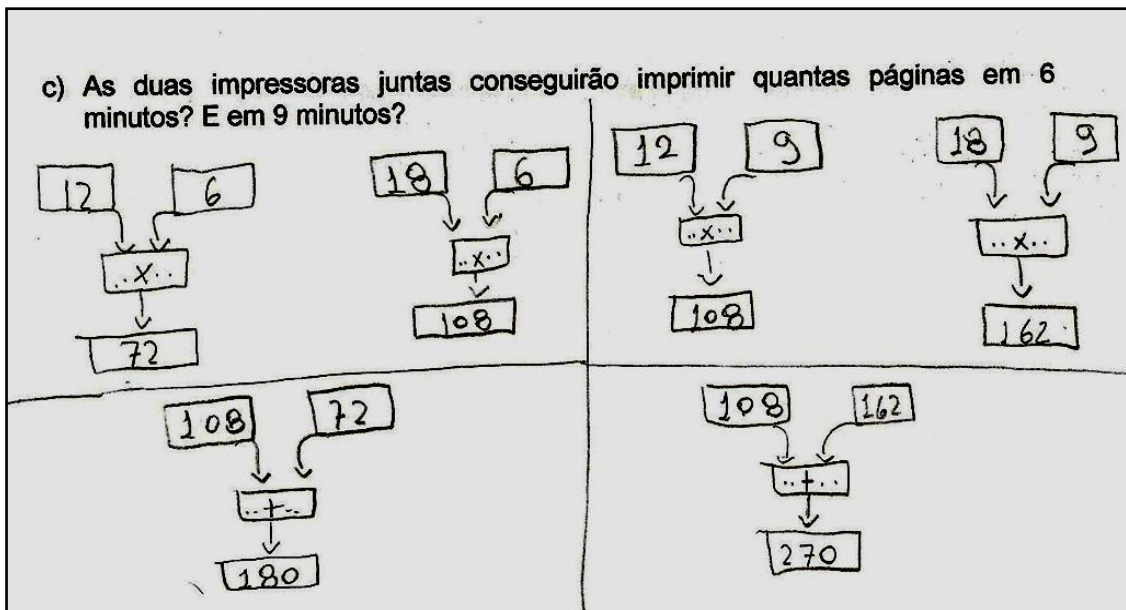 c) As duas impressoras juntas conseguirão imprimir quantas páginas em 6
minutos? E em 9 minutos?
12 6
..x..
72
18 6
..x..
108
12 9
..x..
108
18 9
..x..
162
108 72
..+..
180
108 162
..+..
270